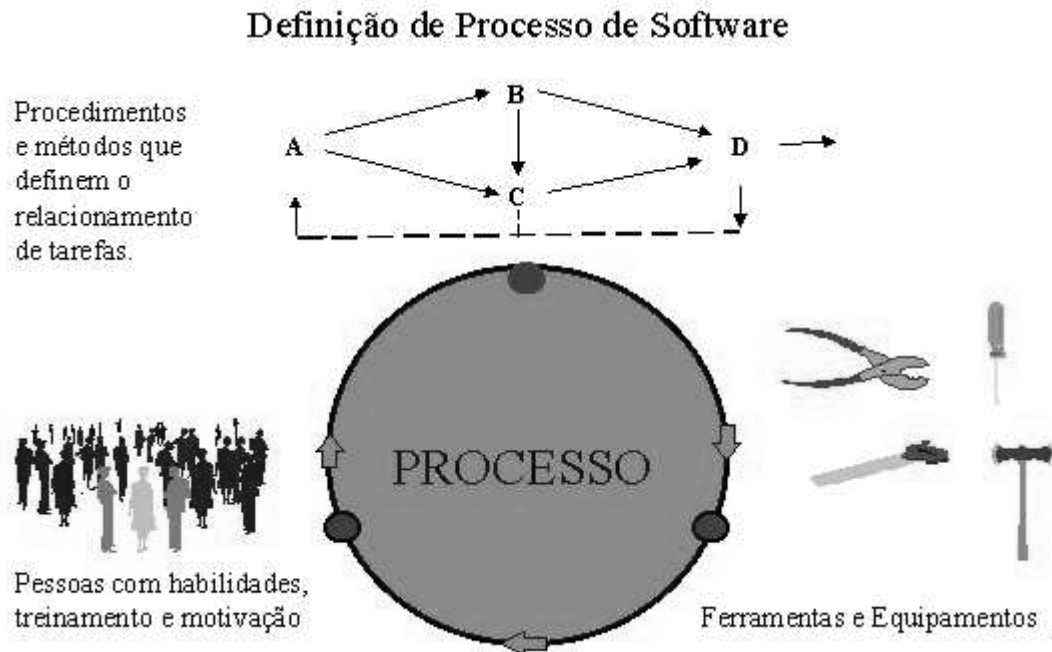 Definição de Processo de Software
Procedimentos
e métodos que
definem o
relacionamento
de tarefas.
B
A
D
C
PROCESSO
Pessoas com habilidades,
treinamento e motivação
Ferramentas e Equipamentos